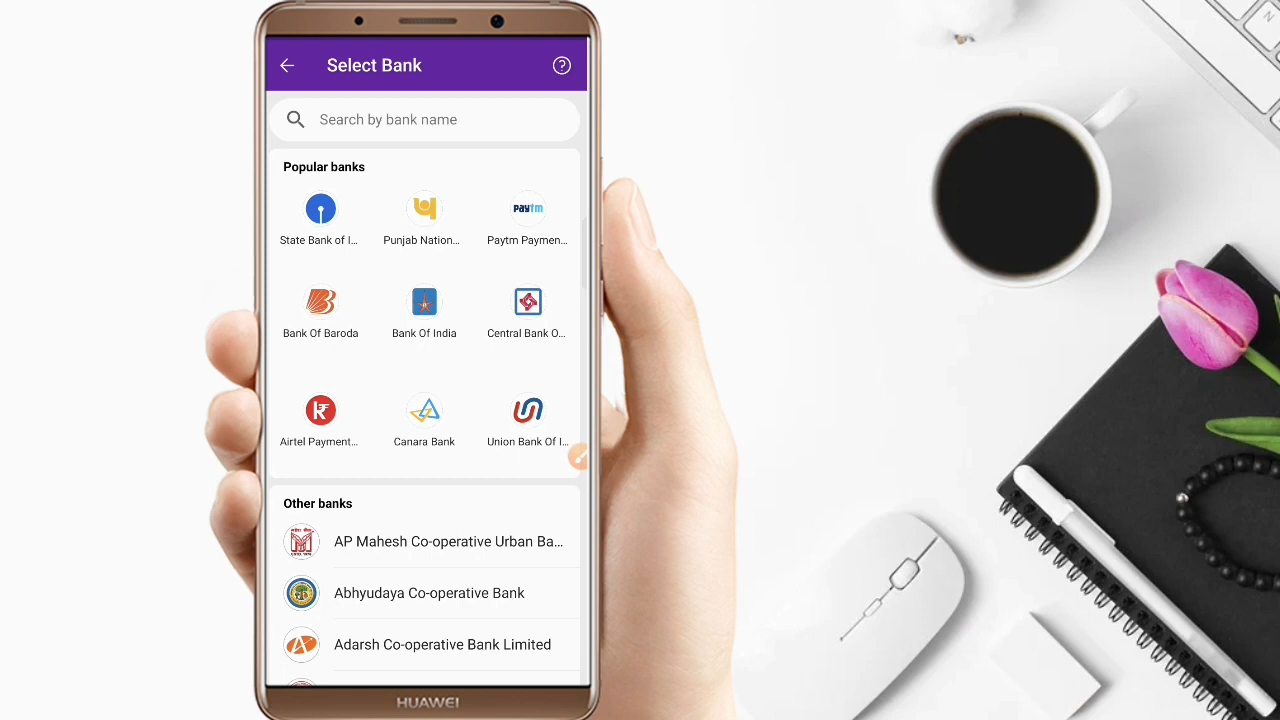 Select Bank
Search by bank name
Popular banks
State Bank of I...
Punjab Nation...
Paytm Paymen...
paytm
Bank Of Baroda
Bank Of India
Central Bank O...
Airtel Payment...
Canara Bank
Union Bank Of I...
Other banks
AP Mahesh Co-operative Urban Ba...
Abhyudaya Co-operative Bank
Adarsh Co-operative Bank Limited
HUAWEI
N